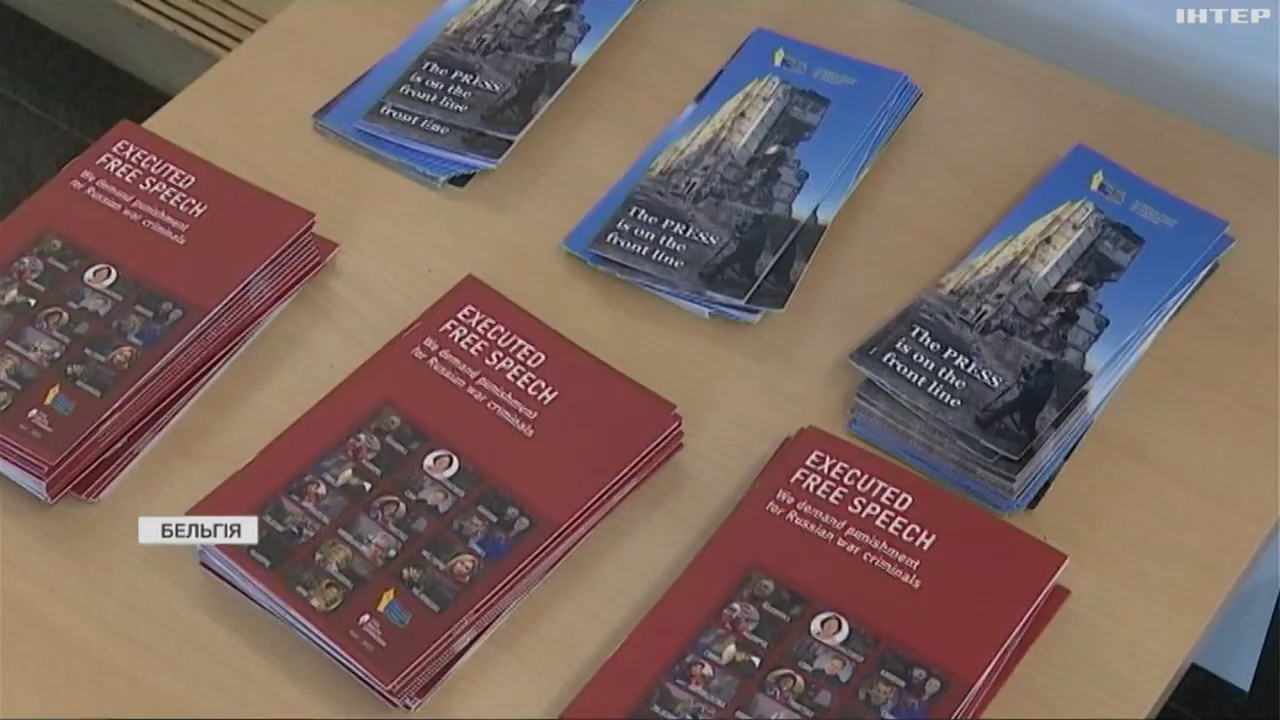 ІНТЕР
The PRESS
is on the
front line
front line
The PRESS
is on the
front line
The PRESS
is on the
front line
EXECUTED
FREE SPEECH
We demand punishment
for Russian war criminals
EXECUTED
FREE SPEECH
We demand punishment
for Russian war criminals
EXECUTED
FREE SPEECH
We demand punishment
for Russian war criminals
БЕЛЬГІЯ